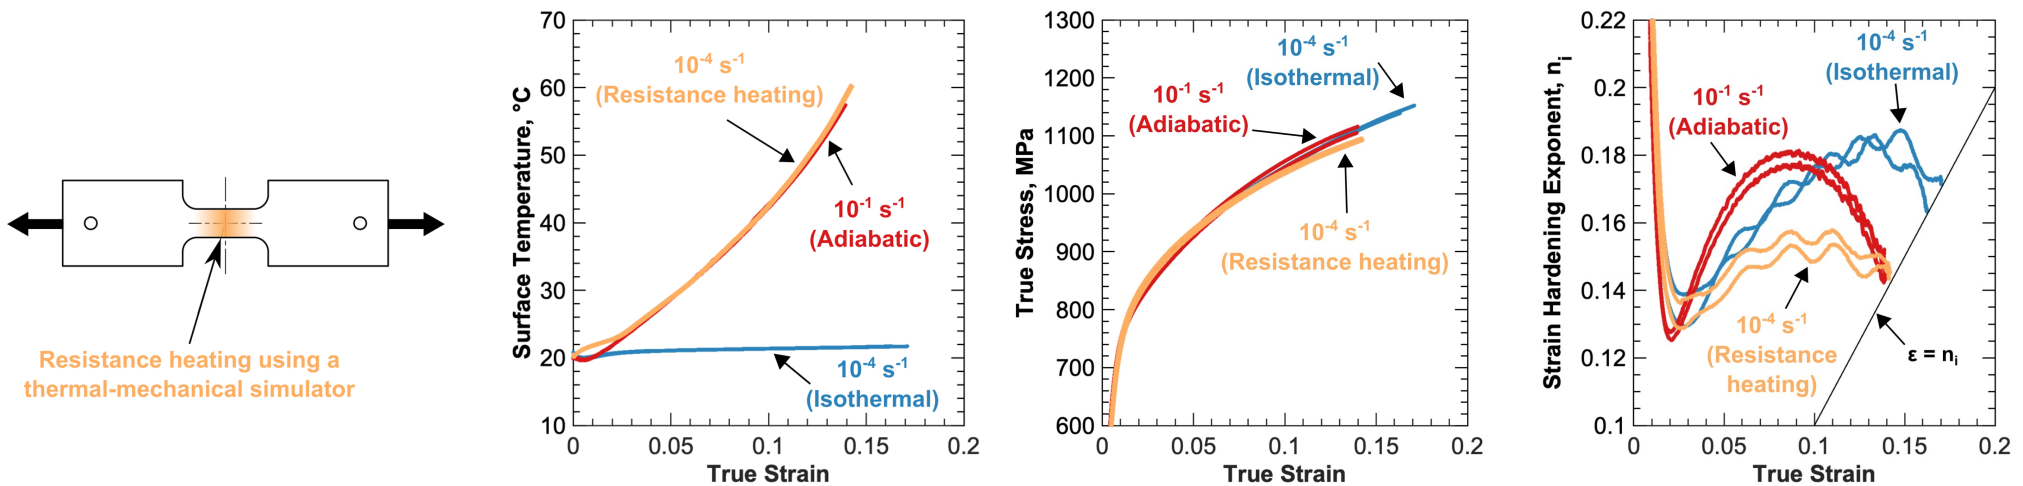 Resistance heating using a
thermal-mechanical simulator
Surface Temperature, °C
70
60
50
40
30
20
10
0
0.05
0.1
0.15
0.2
True Strain
10-4 s-1
(Resistance heating)
10-1 s-1
(Adiabatic)
10-4 s-1
(Isothermal)
True Stress, MPa
1300
1200
1100
1000
900
800
700
600
0
0.05
0.1
0.15
0.2
True Strain
10-4 s-1
(Isothermal)
10-1 s-1
(Adiabatic)
10-4 s-1
(Resistance heating)
Strain Hardening Exponent, ni
0.22
0.2
0.18
0.16
0.14
0.12
0.1
0
0.05
0.1
0.15
0.2
True Strain
10-4 s-1
(Isothermal)
10-1 s-1
(Adiabatic)
10-4 s-1
(Resistance
heating)
ε = ni